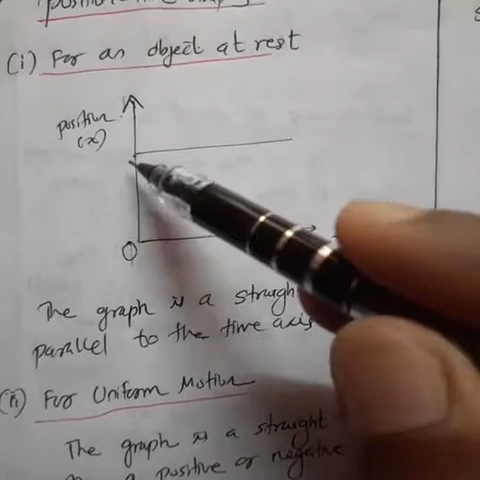 (i) For an object at rest
position
(x)
O
The graph is a straigh
parallel to the time axis
(ii) For Uniform Motion
The graph is a straight
a positive or negative